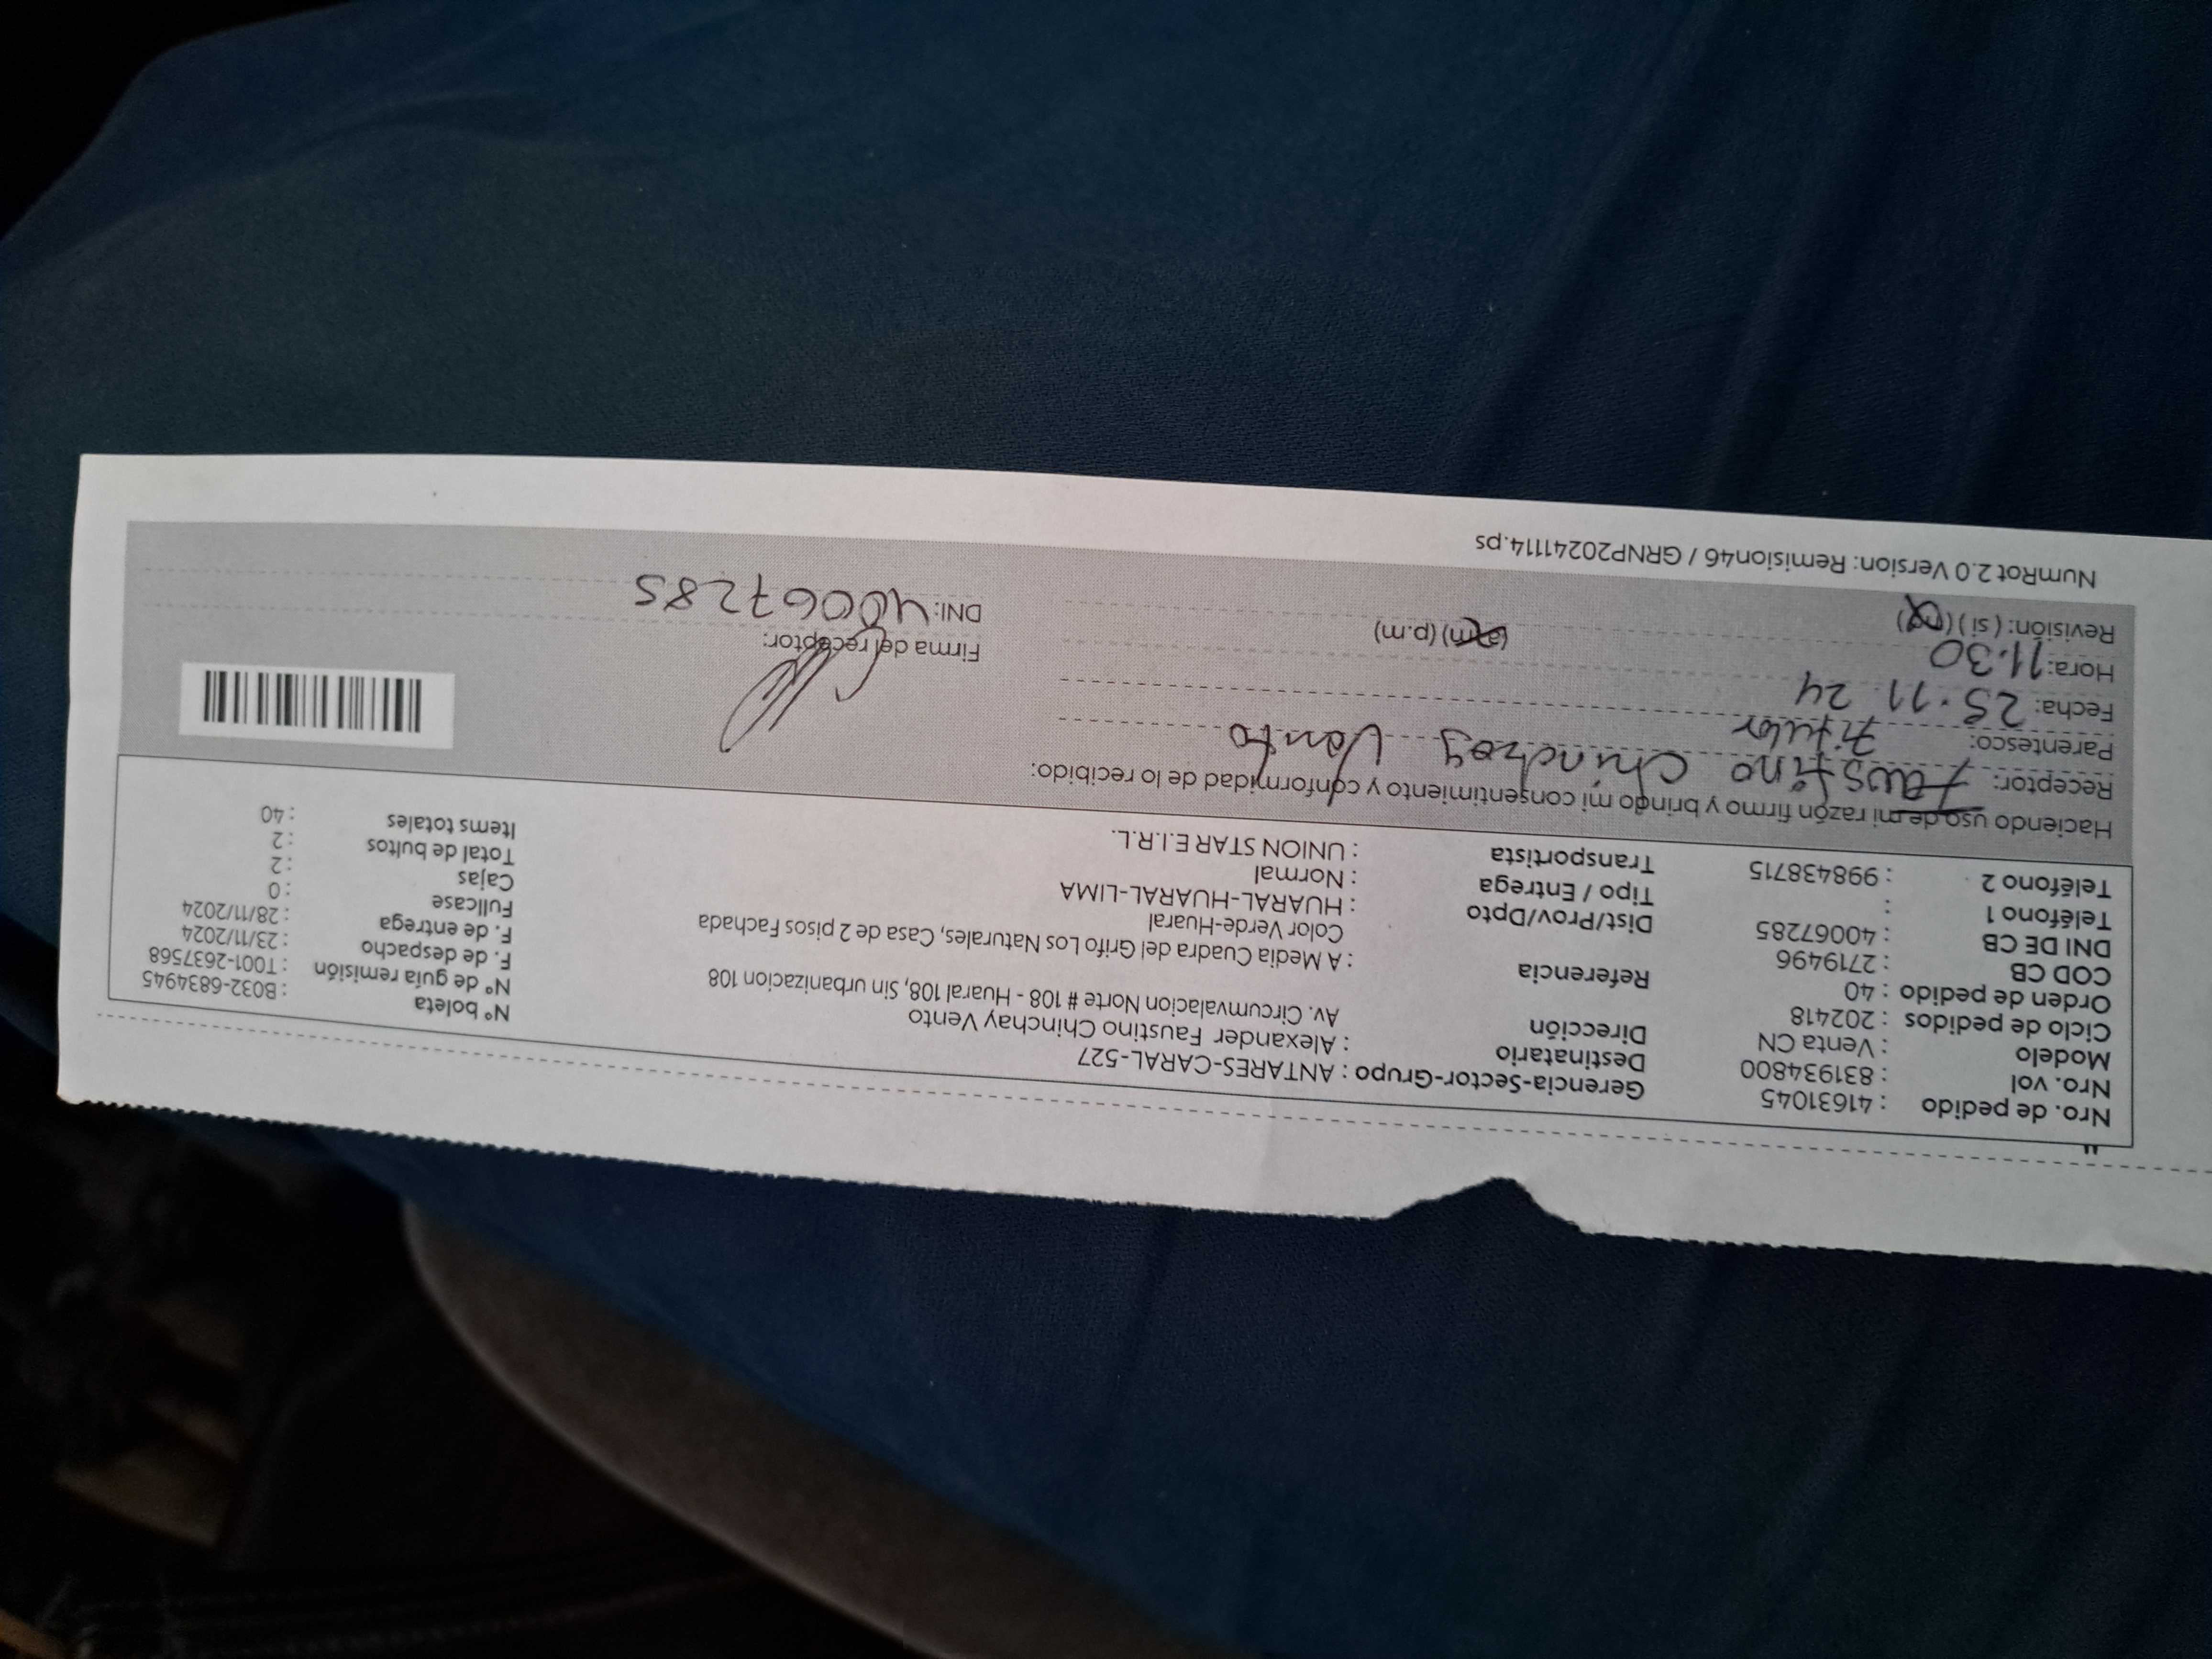 Nro. de pedido : 41631045 Gerencia-Sector-Grupo : ANTARES-CARAL-527
Nro. vol : 831934800 Destinatario : Alexander Faustino Chinchay Vento Nº boleta : B032-6834945
Modelo : Venta CN Dirección Av. Circumvalacion Norte # 108 - Huaral 108, Sin urbanizacion 108 Nº de guía remisión : T001-2637568
Ciclo de pedidos : 202418 F. de despacho : 23/11/2024
Orden de pedido : 40 Referencia : A Media Cuadra del Grifo Los Naturales, Casa de 2 pisos Fachada F. de entrega : 28/11/2024
COD CB : 2719496 Color Verde-Huaral Fullcase : 0
DNI DE CB : 40067285 Dist/Prov/Dpto : HUARAL-HUARAL-LIMA Cajas : 2
Teléfono 1 : Tipo / Entrega : Normal Total de bultos : 2
Teléfono 2 : 998438715 Transportista : UNION STAR E.I.R.L. Items totales : 40
Haciendo uso de mi razón firmo y brindo mi consentimiento y conformidad de lo recibido:
Receptor: Faustino Chinchay Vento
Parentesco: Titular
Fecha: 25.11 24
Hora: 11.30 (a.m) (p.m) Firma del receptor:
Revisión: ( si ) (no) DNI: 40067285
NumRot 2.0 Version: Remision46 / GRNP20241114.ps